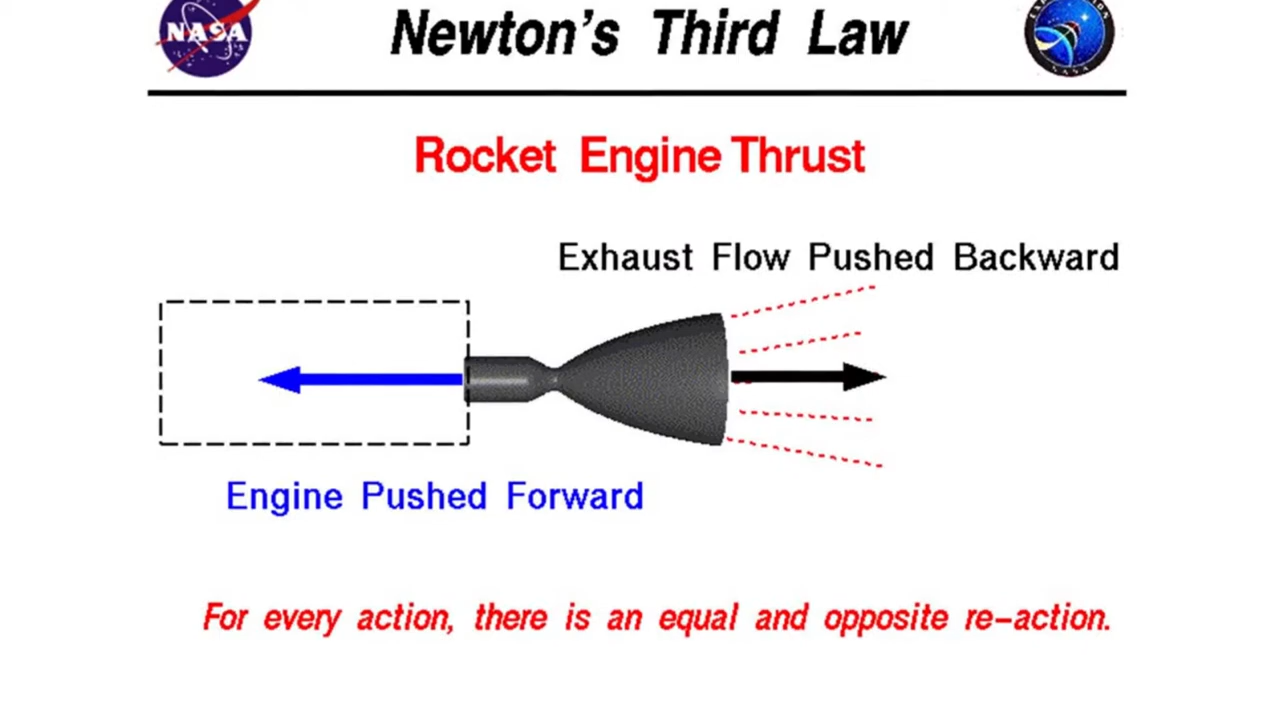 NASA
Newton's Third Law
Rocket Engine Thrust
Exhaust Flow Pushed Backward
Engine Pushed Forward
For every action, there is an equal and opposite re-action.
NASA